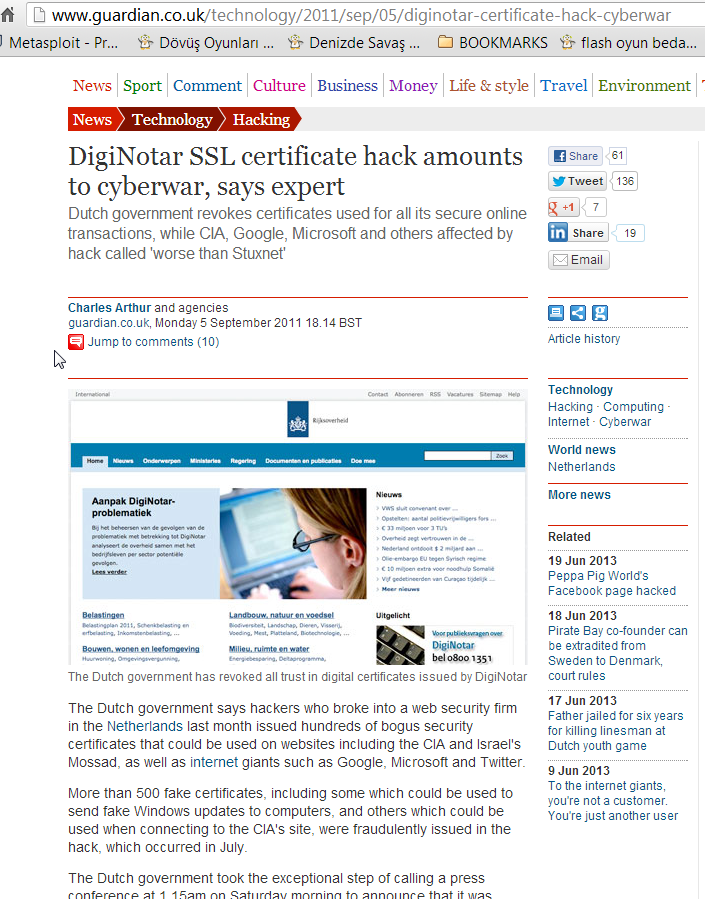 www.guardian.co.uk/technology/2011/sep/05/diginotar-certificate-hack-cyberwar
Metasploit - Pr...
Dövüş Oyunları ...
Denizde Savaş ...
BOOKMARKS
flash oyun beda...
News
Sport
Comment
Culture
Business
Money
Life & style
Travel
Environment
News
Technology
Hacking
DigiNotar SSL certificate hack amounts
to cyberwar, says expert
Dutch government revokes certificates used for all its secure online
transactions, while CIA, Google, Microsoft and others affected by
hack called 'worse than Stuxnet'
Share 61
Tweet 136
+1 7
Share 19
Email
Charles Arthur and agencies
guardian.co.uk, Monday 5 September 2011 18.14 BST
Jump to comments (10)
Article history
International
Contact Abonneren RSS Vacatures Sitemap Help
Rijksoverheid
Home Nieuws Onderwerpen Ministeries Regering Documenten en publicaties Doe mee
Zoek
Aanpak DigiNotar-
problematiek
Bij het beheersen van de gevolgen van de
problematiek met betrekking tot DigiNotar
analyseert de overheid samen met het
bedrijfsleven per sector potentiële
gevolgen.
Lees verder
Nieuws
VWS sluit convenant over ...
Opstelten: aantal politievrijwilligers fors ...
€ 33 miljoen voor 3 TU's
Overheid zegt vertrouwen in de ...
Nederland ontdooit $ 2 miljard aan ...
Olie-embargo EU tegen Syrisch regime
€ 10 miljoen extra voor noodhulp Somalië
Vijf gedetineerden van Curaçao tijdelijk ...
Meer nieuws
Belastingen
Belastingplan 2011, Schenkbelasting en
erfbelasting, Inkomstenbelasting, ...
Bouwen, wonen en leefomgeving
Huurwoning, Omgevingsvergunning,
Landbouw, natuur en voedsel
Biodiversiteit, Landschap, Dieren, Visserij,
Voeding, Mest, Platteland, Biotechnologie, ...
Milieu, ruimte en water
Energiebesparing, Deltaprogramma,
Uitgelicht
Voor publieksvragen over
DigiNotar
bel 0800 1351
The Dutch government has revoked all trust in digital certificates issued by DigiNotar
The Dutch government says hackers who broke into a web security firm
in the Netherlands last month issued hundreds of bogus security
certificates that could be used on websites including the CIA and Israel's
Mossad, as well as internet giants such as Google, Microsoft and Twitter.
More than 500 fake certificates, including some which could be used to
send fake Windows updates to computers, and others which could be
used when connecting to the CIA's site, were fraudulently issued in the
hack, which occurred in July.
The Dutch government took the exceptional step of calling a press
conference at 1.15am on Saturday morning to announce that it was
Technology
Hacking · Computing ·
Internet · Cyberwar
World news
Netherlands
More news
Related
19 Jun 2013
Peppa Pig World's
Facebook page hacked
18 Jun 2013
Pirate Bay co-founder can
be extradited from
Sweden to Denmark,
court rules
17 Jun 2013
Father jailed for six years
for killing linesman at
Dutch youth game
9 Jun 2013
To the internet giants,
you're not a customer.
You're just another user